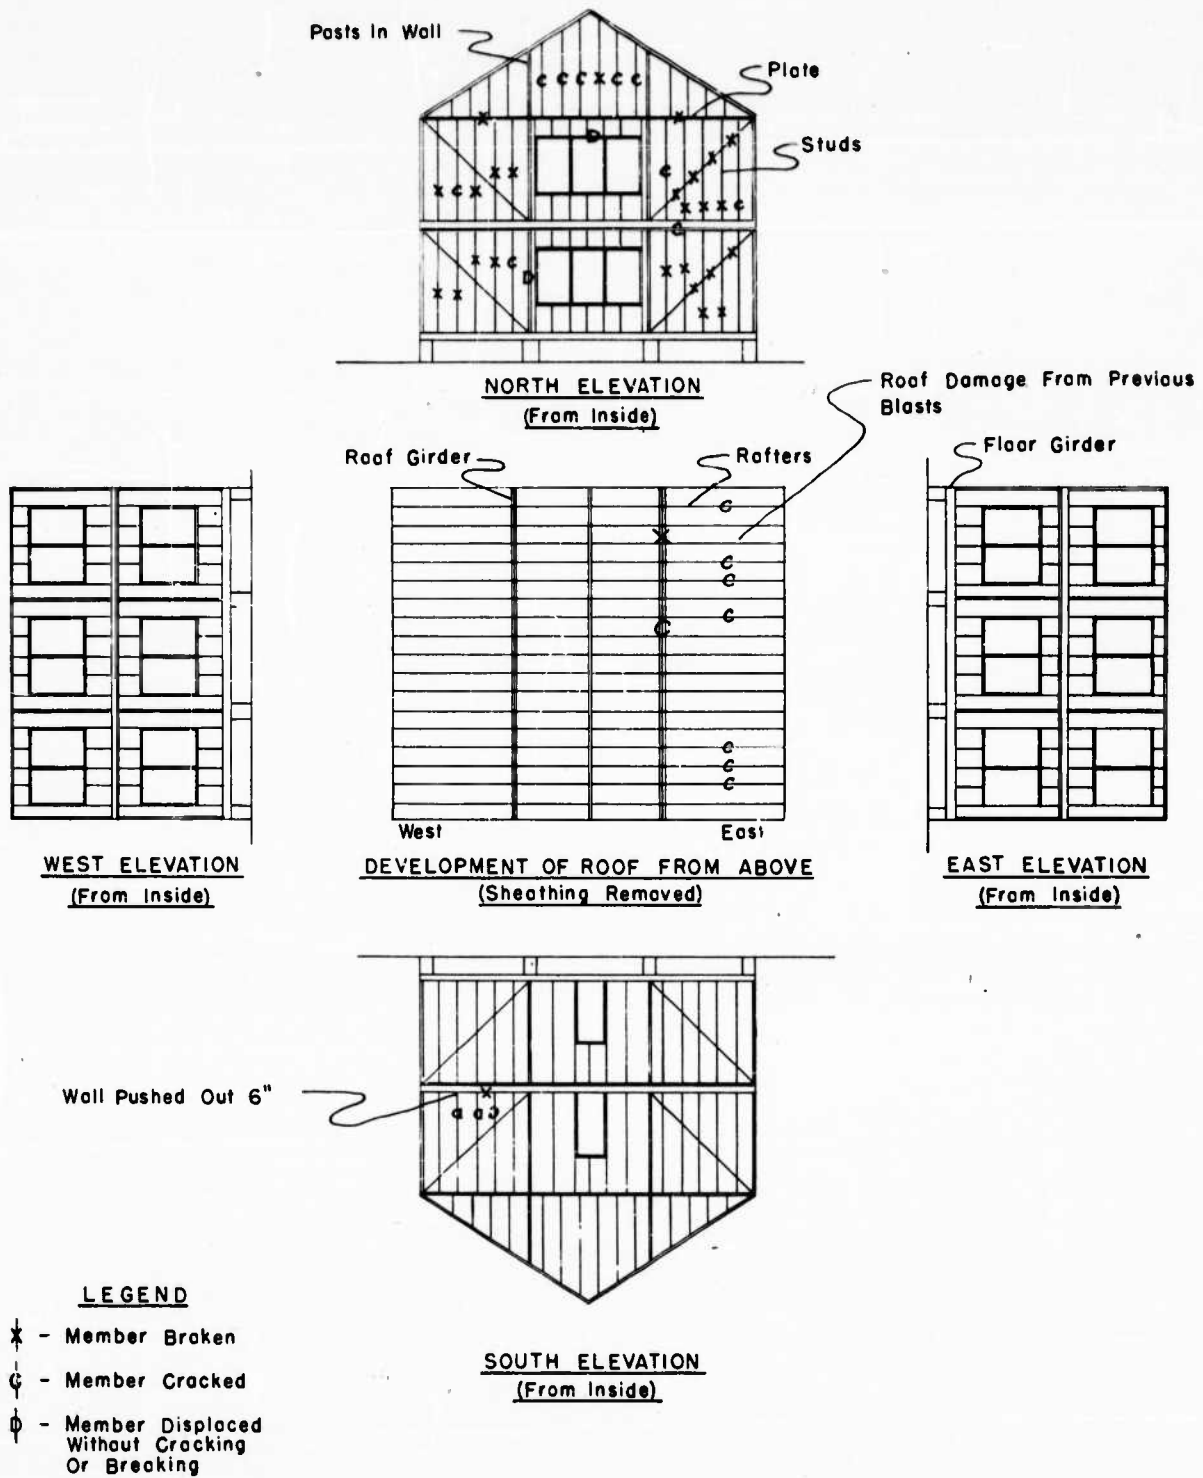 Posts In Wall
Plate
Studs
NORTH ELEVATION
(From Inside)
Roof Damage From Previous
Blasts
Roof Girder
Rafters
Floor Girder
West
East
WEST ELEVATION
(From Inside)
DEVELOPMENT OF ROOF FROM ABOVE
(Sheathing Removed)
EAST ELEVATION
(From Inside)
Wall Pushed Out 6"
LEGEND
X - Member Broken
C - Member Cracked
D - Member Displaced
Without Cracking
Or Breaking
SOUTH ELEVATION
(From Inside)